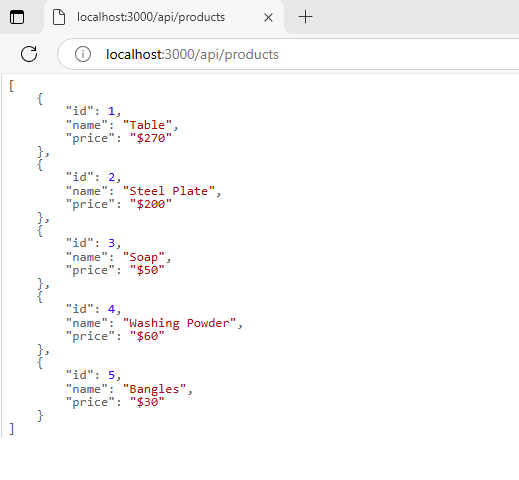 localhost:3000/api/products
localhost:3000/api/products
[
    {
        "id": 1,
        "name": "Table",
        "price": "$270"
    },
    {
        "id": 2,
        "name": "Steel Plate",
        "price": "$200"
    },
    {
        "id": 3,
        "name": "Soap",
        "price": "$50"
    },
    {
        "id": 4,
        "name": "Washing Powder",
        "price": "$60"
    },
    {
        "id": 5,
        "name": "Bangles",
        "price": "$30"
    }
]